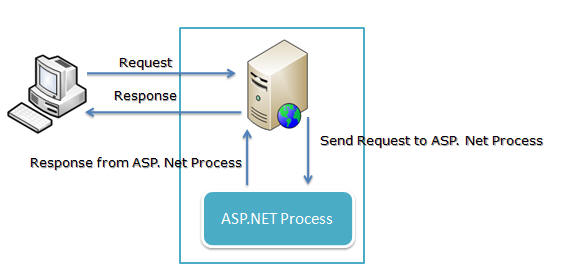 Request
Response
Send Request to ASP. Net Process
Response from ASP. Net Process
ASP.NET Process